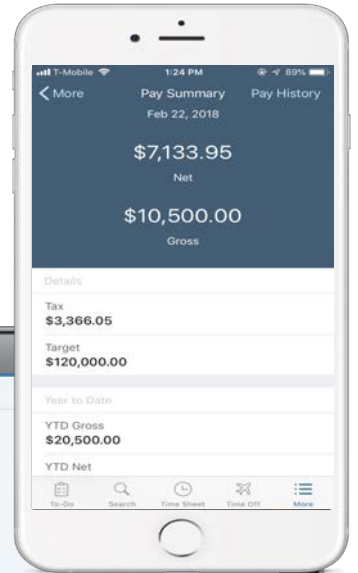 T-Mobile 1:24 PM 89%
More Pay Summary Pay History
Feb 22, 2018
$7,133.95
Net
$10,500.00
Gross
Details
Tax
$3,366.05
Target
$120,000.00
Year to Date
YTD Gross
$20,500.00
YTD Net
To-Do Search Time Sheet Time Off More